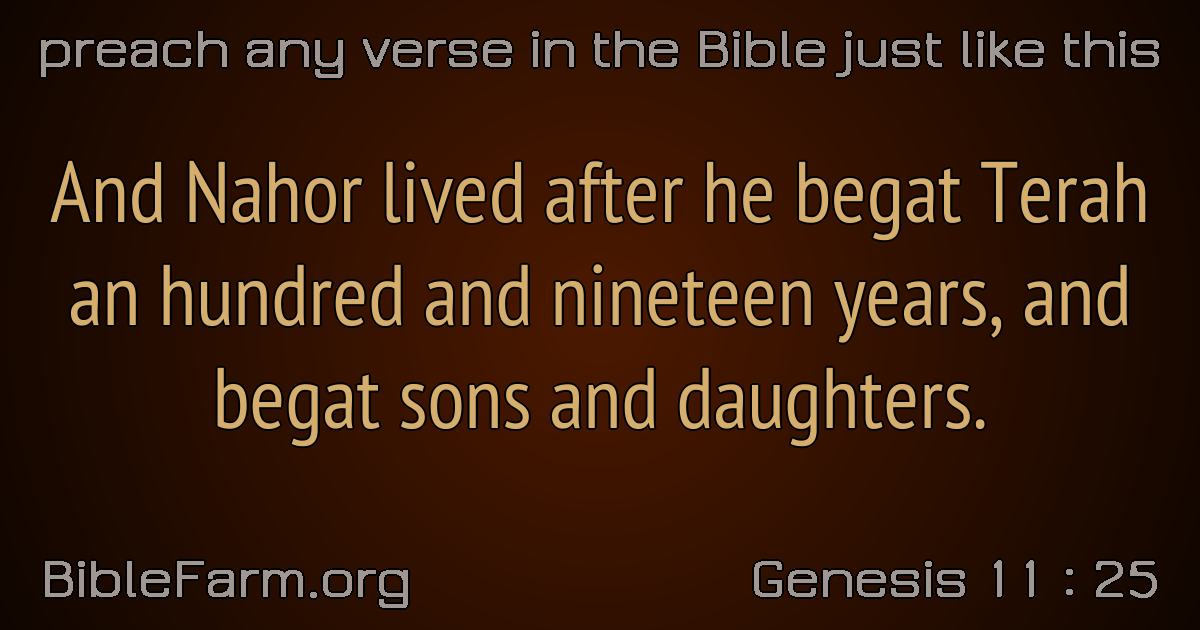 preach any verse in the Bible just like this
And Nahor lived after he begat Terah
an hundred and nineteen years, and
begat sons and daughters.
BibleFarm.org
Genesis 11 : 25